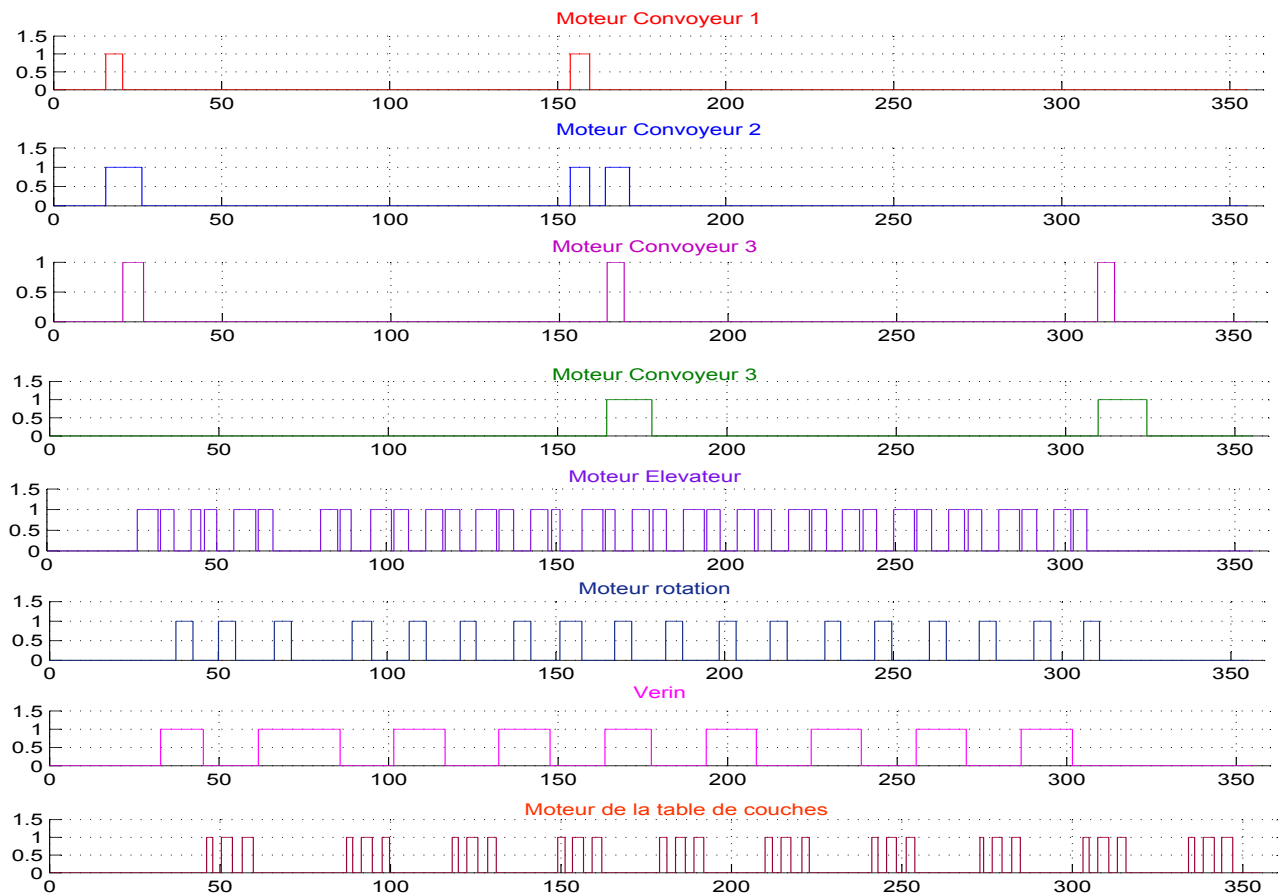 Moteur Convoyeur 1
1.5
1
0.5
0
0 50 100 150 200 250 300 350
Moteur Convoyeur 2
1.5
1
0.5
0
0 50 100 150 200 250 300 350
Moteur Convoyeur 3
1
0.5
0
0 50 100 150 200 250 300 350
Moteur Convoyeur 3
1.5
1
0.5
0
0 50 100 150 200 250 300 350
Moteur Elevateur
1.5
1
0.5
0
0 50 100 150 200 250 300 350
Moteur rotation
1.5
1
0.5
0
0 50 100 150 200 250 300 350
Verin
1.5
1
0.5
0
0 50 100 150 200 250 300 350
Moteur de la table de couches
1.5
1
0.5
0
0 50 100 150 200 250 300 350